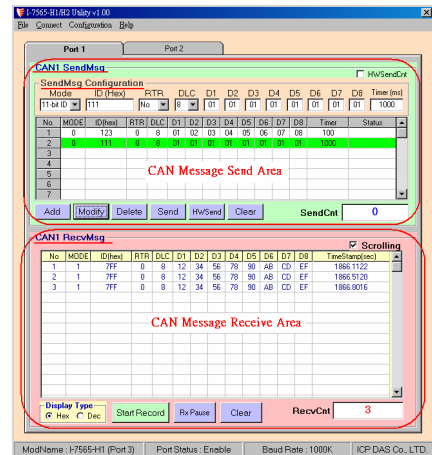 I-7565-H1/H2 Utility v1.00
File Connect Configuration Help
Port 1 Port 2
CAN1 SendMsg
HWSendCnt
SendMsg Configuration
Mode ID (Hex) RTR DLC D1 D2 D3 D4 D5 D6 D7 D8 Timer (ms)
11-bit ID 111 No 8 01 01 01 01 01 01 01 01 1000
No. MODE ID(hex) RTR DLC D1 D2 D3 D4 D5 D6 D7 D8 Timer Status
1 0 123 0 8 01 02 03 04 05 06 07 08 100
2 0 111 0 8 01 01 01 01 01 01 01 01 1000
3
4
5
6
7
CAN Message Send Area
Add Modify Delete Send HWSend Clear SendCnt 0
CAN1 RecvMsg
Scrolling
No MODE ID(hex) RTR DLC D1 D2 D3 D4 D5 D6 D7 D8 TimeStamp(sec)
1 1 7FF 0 8 12 34 56 78 90 AB CD EF 1866.1122
2 1 7FF 0 8 12 34 56 78 90 AB CD EF 1866.5120
3 1 7FF 0 8 12 34 56 78 90 AB CD EF 1866.8016
CAN Message Receive Area
Display Type
Hex Dec Start Record Rx Pause Clear RecvCnt 3
ModName : I-7565-H1 (Port 3) Port Status : Enable Baud Rate : 1000K ICP DAS Co., LTD.